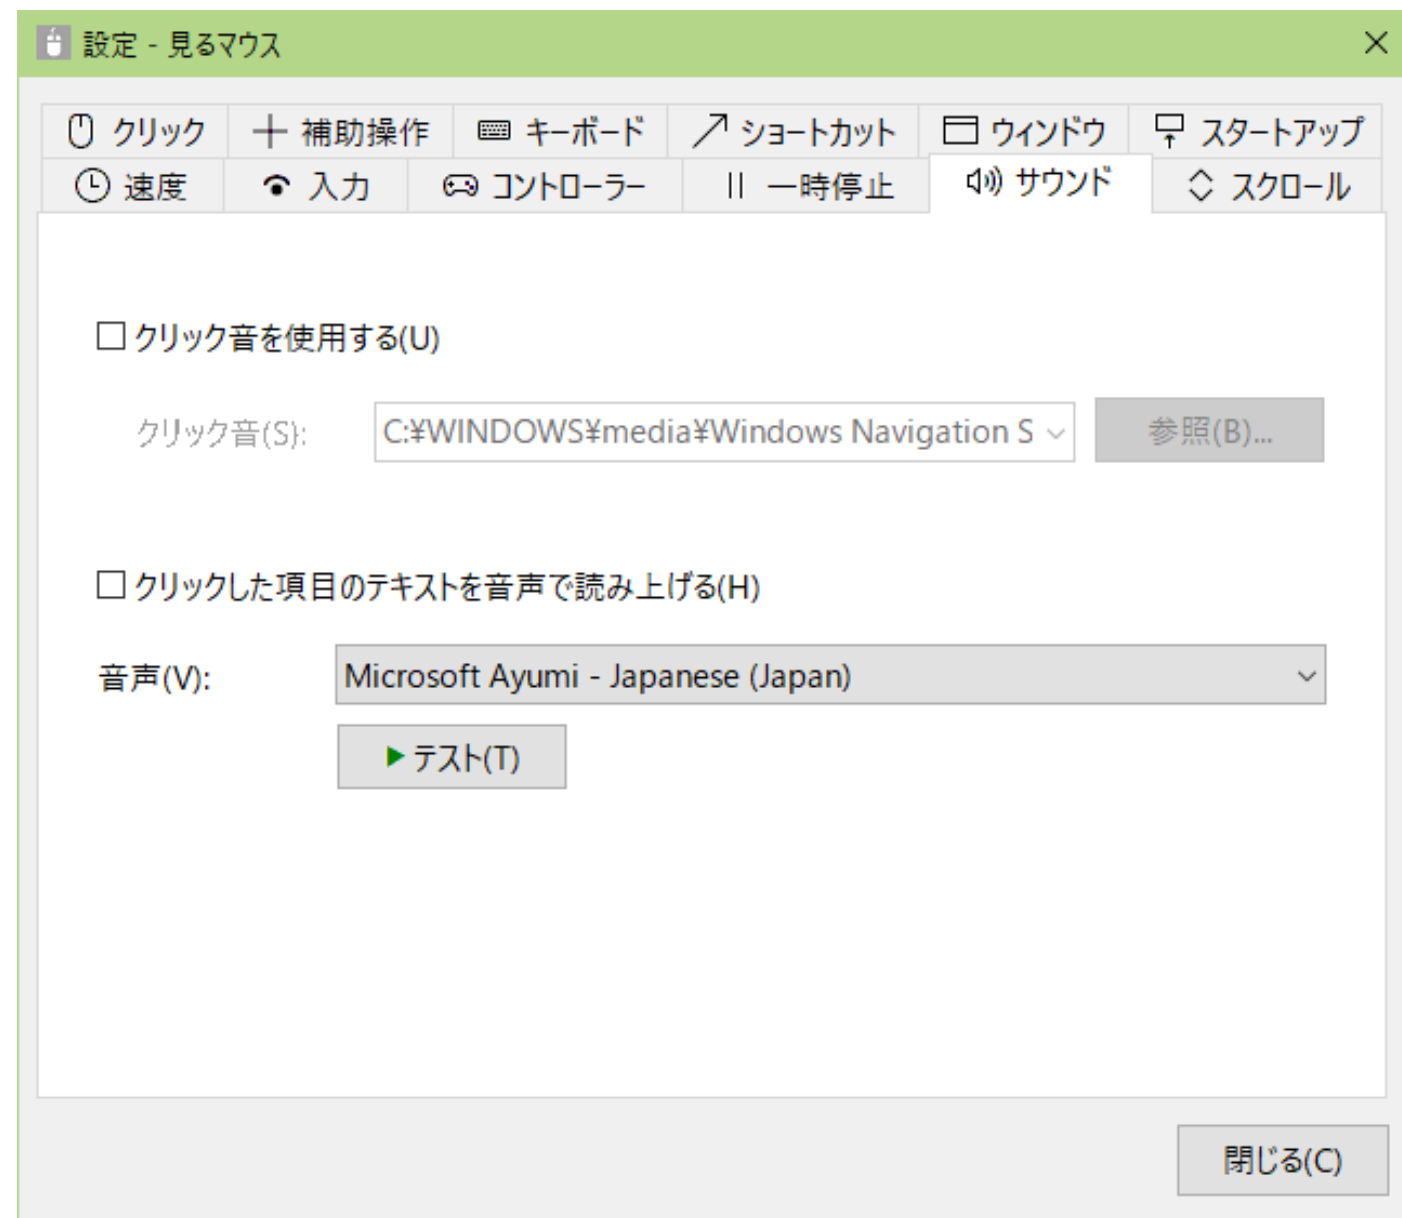 設定 - 見るマウス
クリック 補助操作 キーボード ショートカット ウィンドウ スタートアップ
速度 入力 コントローラー 一時停止 サウンド スクロール
クリック音を使用する(U)
クリック音(S): C:¥WINDOWS¥media¥Windows Navigation S 参照(B)...
クリックした項目のテキストを音声で読み上げる(H)
音声(V): Microsoft Ayumi - Japanese (Japan)
テスト(T)
閉じる(C)